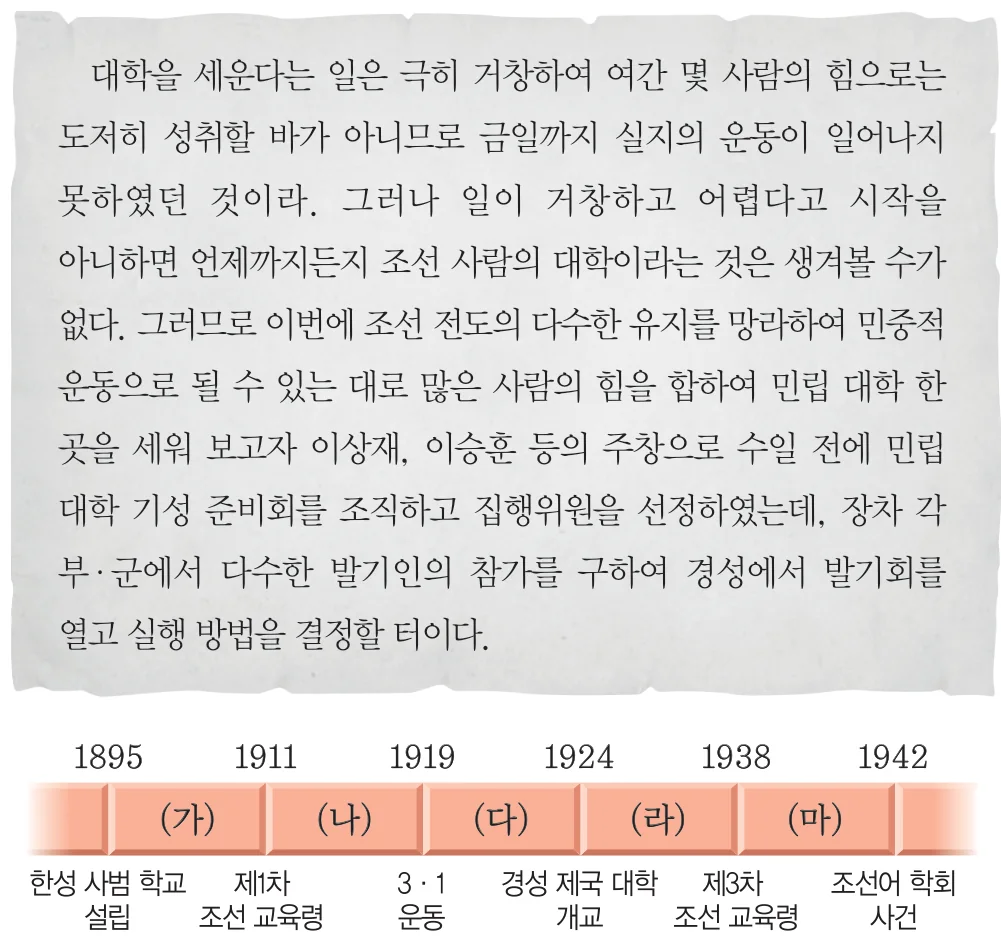 대학을 세운다는 일은 극히 거창하여 여간 몇 사람의 힘으로는
도저히 성취할 바가 아니므로 금일까지 실지의 운동이 일어나지
못하였던 것이라. 그러나 일이 거창하고 어렵다고 시작을
아니하면 언제까지든지 조선 사람의 대학이라는 것은 생겨볼 수가
없다. 그러므로 이번에 조선 전도의 다수한 유지를 망라하여 민중적
운동으로 될 수 있는 대로 많은 사람의 힘을 합하여 민립 대학 한
곳을 세워 보고자 이상재, 이승훈 등의 주창으로 수일 전에 민립
대학 기성 준비회를 조직하고 집행위원을 선정하였는데, 장차 각
부·군에서 다수한 발기인의 참가를 구하여 경성에서 발기회를
열고 실행 방법을 결정할 터이다.
1895 1911 1919 1924 1938 1942
(가) (나) (다) (라) (마)
한성 사범 학교 제1차 3·1 경성 제국 대학 제3차 조선어 학회
설립 조선 교육령 운동 개교 조선 교육령 사건